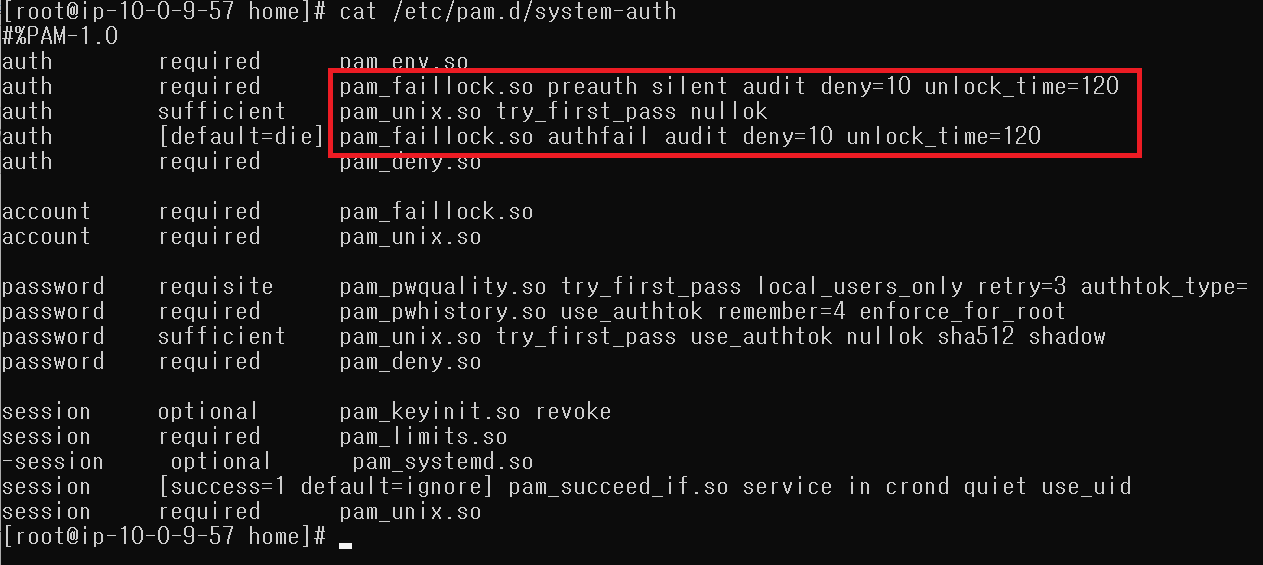 [root@ip-10-0-9-57 home]# cat /etc/pam.d/system-auth
#%PAM-1.0
auth        required      pam_env.so
auth        required      pam_faillock.so preauth silent audit deny=10 unlock_time=120
auth        sufficient    pam_unix.so try_first_pass nullok
auth        [default=die] pam_faillock.so authfail audit deny=10 unlock_time=120
auth        required      pam_deny.so
account     required      pam_faillock.so
account     required      pam_unix.so
password    requisite     pam_pwquality.so try_first_pass local_users_only retry=3 authtok_type=
password    required      pam_pwhistory.so use_authtok remember=4 enforce_for_root
password    sufficient    pam_unix.so try_first_pass use_authtok nullok sha512 shadow
password    required      pam_deny.so
session     optional      pam_keyinit.so revoke
session     required      pam_limits.so
-session     optional      pam_systemd.so
session     [success=1 default=ignore] pam_succeed_if.so service in crond quiet use_uid
session     required      pam_unix.so
[root@ip-10-0-9-57 home]#